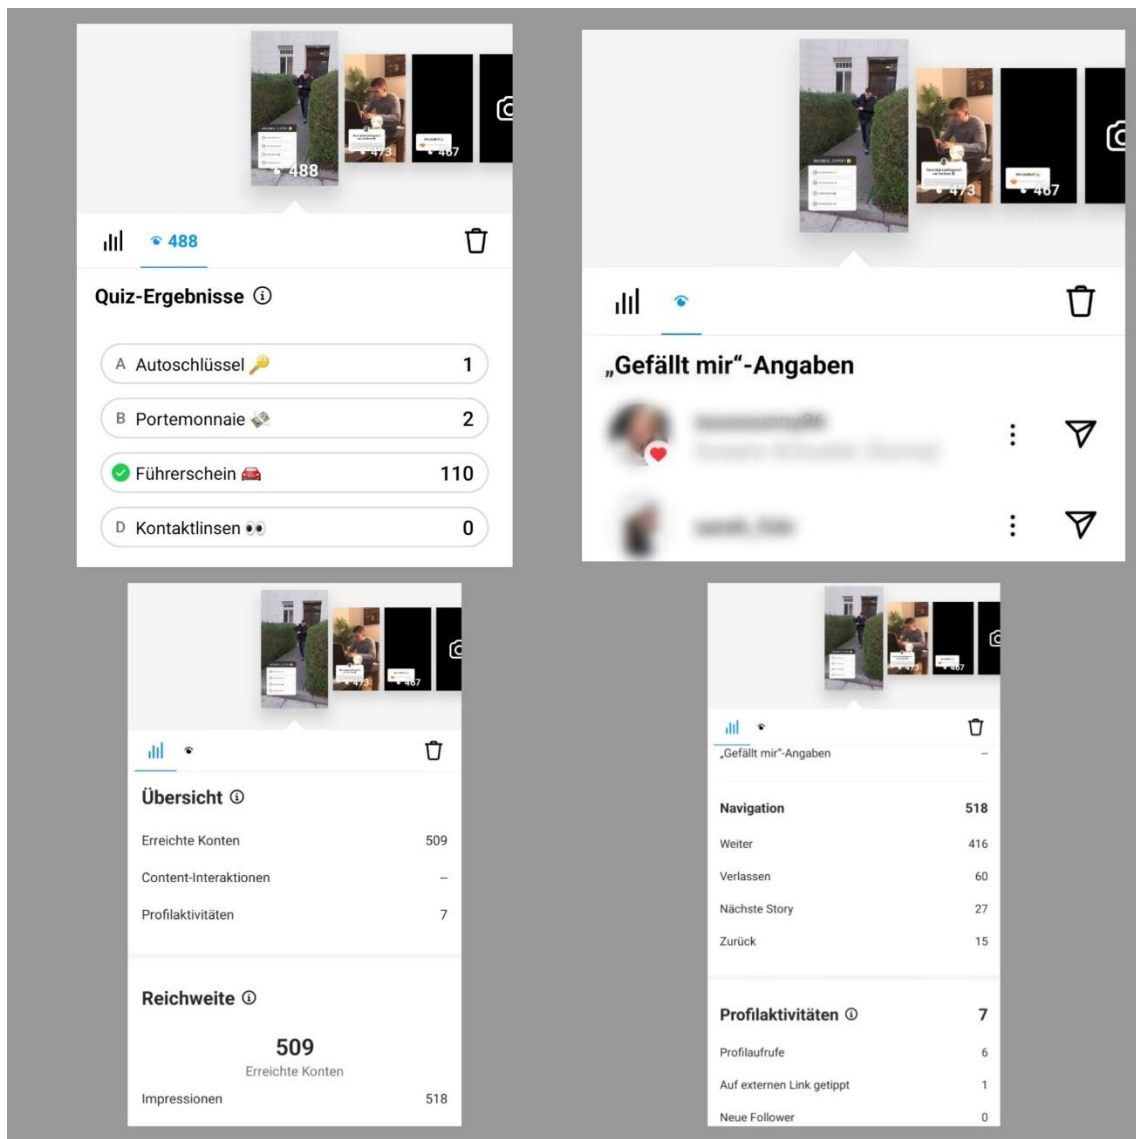 488
473
467
488
Quiz-Ergebnisse
A Autoschlüssel 🔑 1
B Portemonnaie 💸 2
Führerschein 🚗 110
D Kontaktlinsen 👀 0
473
467
„Gefällt mir“-Angaben
473
467
Übersicht
Erreichte Konten 509
Content-Interaktionen --
Profilaktivitäten 7
Reichweite
509
Erreichte Konten
Impressionen 518
473
467
„Gefällt mir“-Angaben --
Navigation 518
Weiter 416
Verlassen 60
Nächste Story 27
Zurück 15
Profilaktivitäten 7
Profilaufrufe 6
Auf externen Link getippt 1
Neue Follower 0